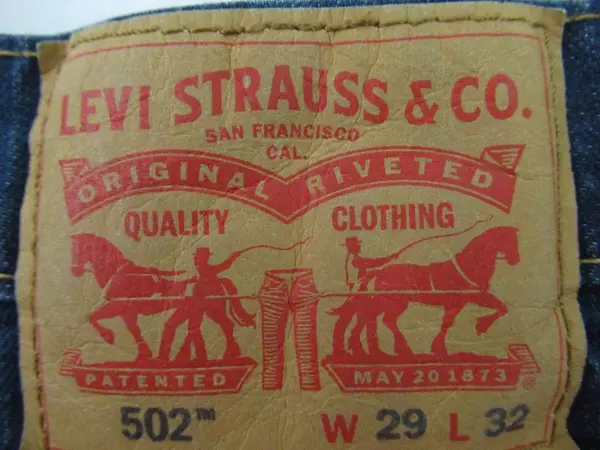 LEVI STRAUSS & CO.
SAN FRANCISCO
CAL.
ORIGINAL RIVETED
QUALITY CLOTHING
PATENTED MAY 20 1873 ®
502™ W 29 L 32